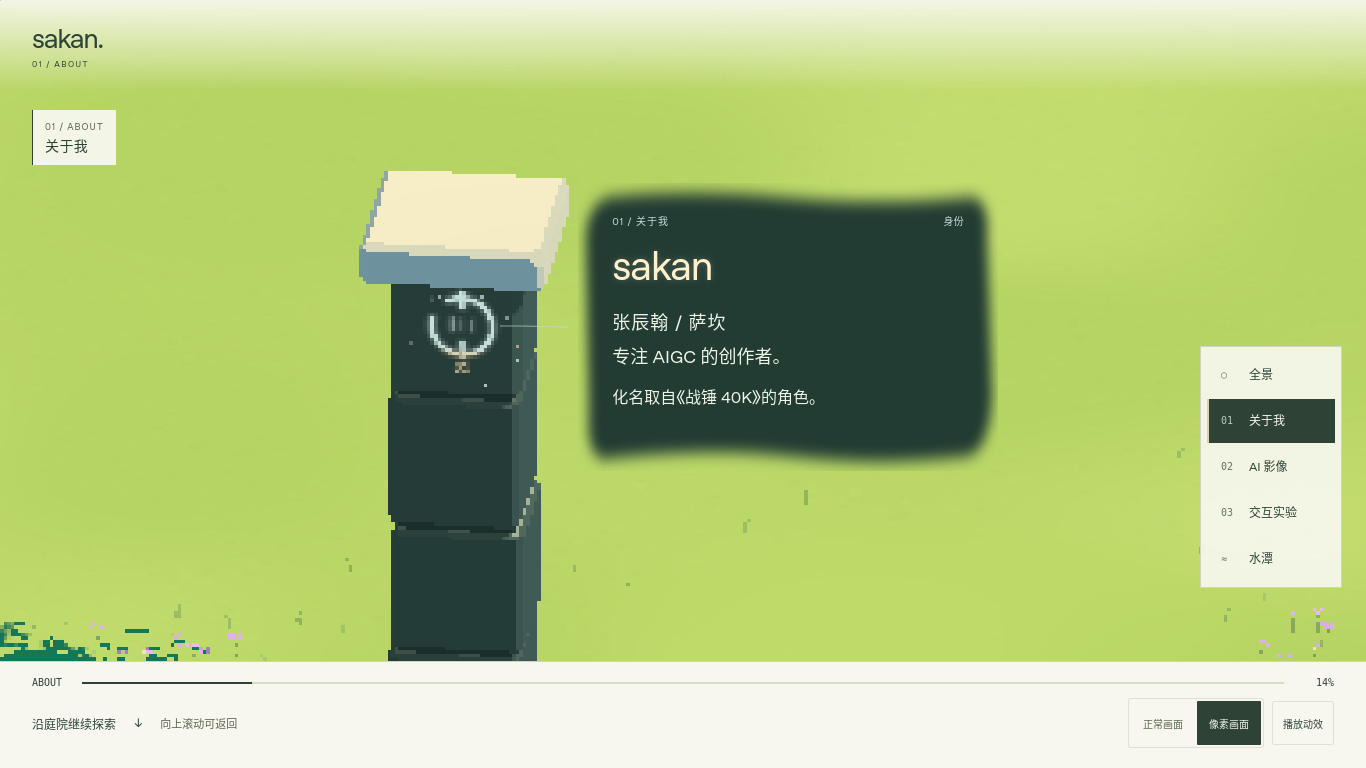 sakan.
01 / ABOUT
01 / ABOUT
关于我
01 / 关于我
身份
sakan
张辰翰 / 萨坎
专注 AIGC 的创作者。
化名取自《战锤 40K》的角色。
○ 全景
01 关于我
02 AI 影像
03 交互实验
≈ 水潭
ABOUT
14%
沿庭院继续探索 ↓ 向上滚动可返回
正常画面
像素画面
播放动效